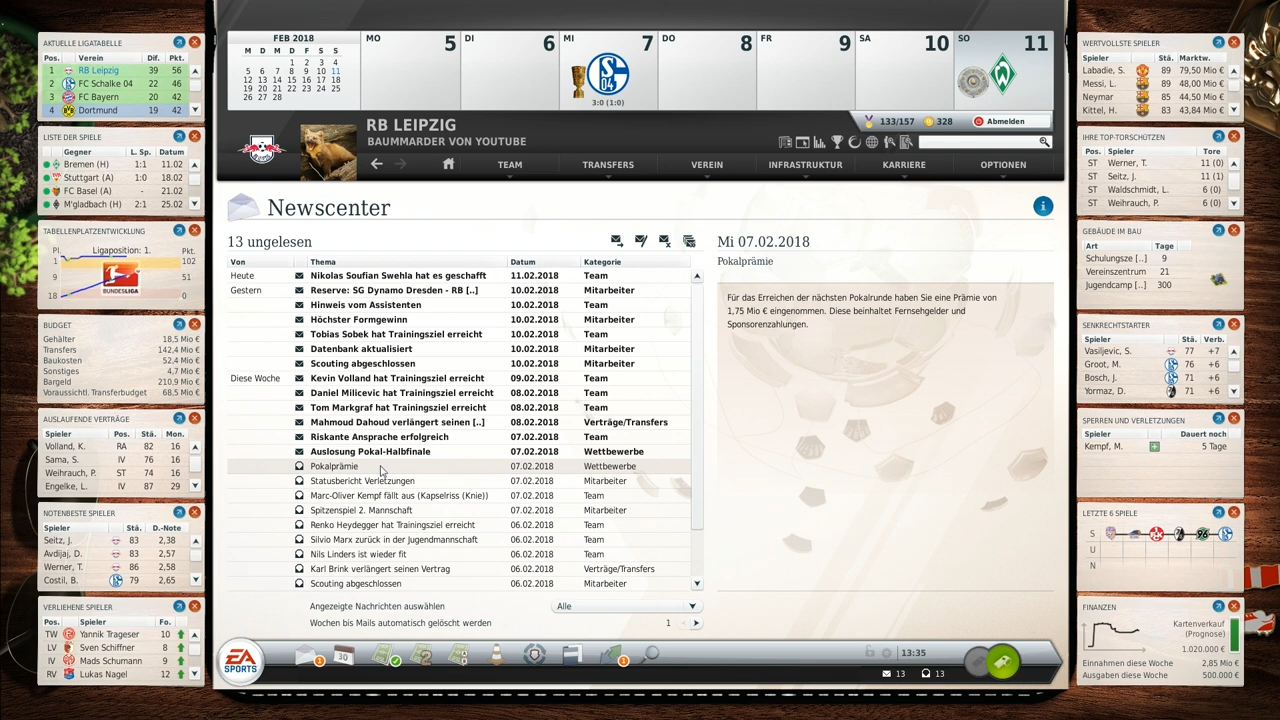 AKTUELLE LIGATABELLE
Pos. Verein Dif. Pkt.
1 RB Leipzig 39 56
2 FC Schalke 04 22 46
3 FC Bayern 20 42
4 Dortmund 19 42
LISTE DER SPIELE
Gegner L. Sp. Datum
Bremen (H) 1:1 11.02
Stuttgart (A) 1:0 18.02
FC Basel (A) - 21.02
M'gladbach (H) 2:1 25.02
TABELLENPLATZENTWICKLUNG
Pl. Ligaposition: 1. Pkt.
1 102
9 51
18 0
BUNDESLIGA
BUDGET
Gehälter 18,5 Mio €
Transfers 142,4 Mio €
Baukosten 52,4 Mio €
Sonstiges 4,7 Mio €
Bargeld 210,9 Mio €
Voraussichtl. Transferbudget 68,5 Mio €
AUSLAUFENDE VERTRÄGE
Spieler Pos. Stä. Mon.
Volland, K. RA 82 16
Sama, S. IV 76 16
Weihrauch, P. ST 74 16
Engelke, L. IV 87 29
NOTENBESTE SPIELER
Spieler Stä. D.-Note
Seitz, J. 83 2,38
Avdijaj, D. 83 2,57
Werner, T. 86 2,58
Costil, B. 79 2,65
VERLIEHENE SPIELER
Pos. Spieler Fo.
TW Yannik Trageser 10
LV Sven Schiffner 8
IV Mads Schumann 9
RV Lukas Nagel 12
FEB 2018
M D M D F S S
1 2 3 4
5 6 7 8 9 10 11
12 13 14 15 16 17 18
19 20 21 22 23 24 25
26 27 28
MO 5
DI 6
MI 7
3:0 (1:0)
DO 8
FR 9
SA 10
SO 11
133/157 328 Abmelden
RB LEIPZIG
BAUMMARDER VON YOUTUBE
TEAM TRANSFERS VEREIN INFRASTRUKTUR KARRIERE OPTIONEN
Newscenter
13 ungelesen
Von Thema Datum Kategorie
Heute Nikolas Soufian Swehla hat es geschafft 11.02.2018 Team
Gestern Reserve: SG Dynamo Dresden - RB [..] 10.02.2018 Mitarbeiter
Hinweis vom Assistenten 10.02.2018 Team
Höchster Formgewinn 10.02.2018 Mitarbeiter
Tobias Sobek hat Trainingsziel erreicht 10.02.2018 Team
Datenbank aktualisiert 10.02.2018 Mitarbeiter
Scouting abgeschlossen 10.02.2018 Mitarbeiter
Diese Woche Kevin Volland hat Trainingsziel erreicht 09.02.2018 Team
Daniel Milicevic hat Trainingsziel erreicht 08.02.2018 Team
Tom Markgraf hat Trainingsziel erreicht 08.02.2018 Team
Mahmoud Dahoud verlängert seinen [..] 08.02.2018 Verträge/Transfers
Riskante Ansprache erfolgreich 07.02.2018 Team
Auslosung Pokal-Halbfinale 07.02.2018 Wettbewerbe
Pokalprämie 07.02.2018 Wettbewerbe
Statusbericht Verletzungen 07.02.2018 Mitarbeiter
Marc-Oliver Kempf fällt aus (Kapselriss (Knie)) 07.02.2018 Team
Spitzenspiel 2. Mannschaft 07.02.2018 Mitarbeiter
Renko Heydegger hat Trainingsziel erreicht 06.02.2018 Team
Silvio Marx zurück in der Jugendmannschaft 06.02.2018 Team
Nils Linders ist wieder fit 06.02.2018 Team
Karl Brink verlängert seinen Vertrag 06.02.2018 Verträge/Transfers
Scouting abgeschlossen 06.02.2018 Mitarbeiter
Angezeigte Nachrichten auswählen Alle
Wochen bis Mails automatisch gelöscht werden 1
Mi 07.02.2018
Pokalprämie
Für das Erreichen der nächsten Pokalrunde haben Sie eine Prämie von
1,75 Mio € eingenommen. Diese beinhaltet Fernsehgelder und
Sponsorenzahlungen.
EA
SPORTS
1 30 2 1
13:35
13 13
WERTVOLLSTE SPIELER
Spieler Stä. Marktw.
Labadie, S. 89 79,50 Mio €
Messi, L. 89 48,00 Mio €
Neymar 85 44,50 Mio €
Kittel, H. 83 43,84 Mio €
IHRE TOP-TORSCHÜTZEN
Pos. Spieler Tore
ST Werner, T. 11 (0)
ST Seitz, J. 11 (1)
ST Waldschmidt, L. 6 (0)
ST Weihrauch, P. 6 (0)
GEBÄUDE IM BAU
Art Tage
Schulungsze [..] 9
Vereinszentrum 21
Jugendcamp [..] 300
SENKRECHTSTARTER
Spieler Stä. Verb.
Vasiljevic, S. 77 +7
Groot, M. 76 +6
Bosch, J. 71 +6
Yormaz, D. 71 +6
SPERREN UND VERLETZUNGEN
Spieler Dauert noch
Kempf, M. 5 Tage
LETZTE 6 SPIELE
S
U
N
FINANZEN
Kartenverkauf
(Prognose)
1.020.000 €
Einnahmen diese Woche 2,85 Mio €
Ausgaben diese Woche 500.000 €